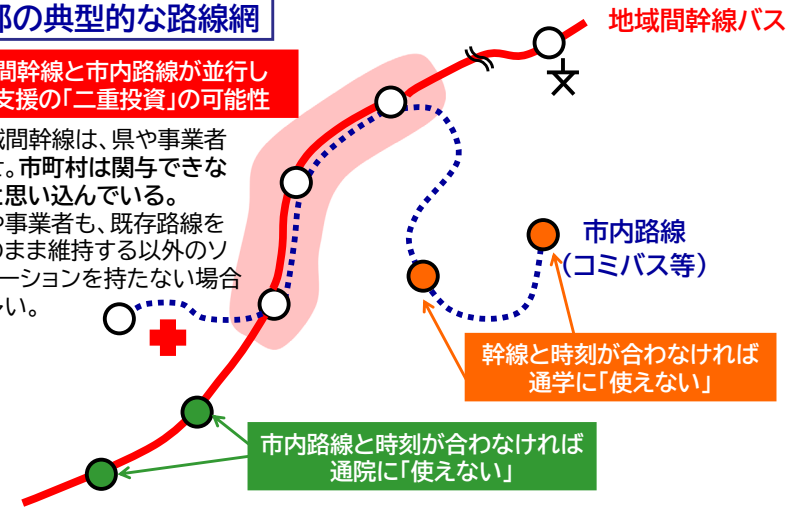 部の典型的な路線網
地域間幹線バス
間幹線と市内路線が並行し
支援の「二重投資」の可能性
域間幹線は、県や事業者
。市町村は関与できな
思い込んでいる。
や事業者も、既存路線を
のまま維持する以外のソ
ーションを持たない場合
い。
市内路線
（コミバス等）
幹線と時刻が合わなければ
通学に「使えない」
市内路線と時刻が合わなければ
通院に「使えない」